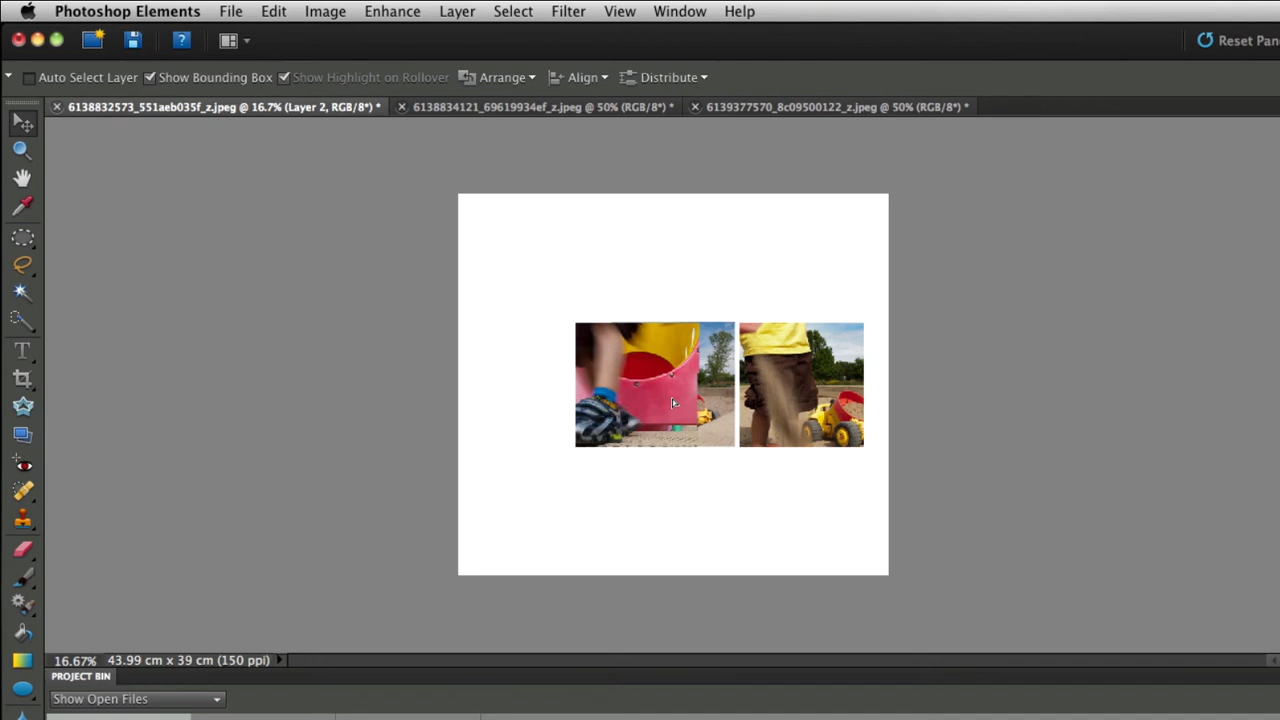 Photoshop Elements File Edit Image Enhance Layer Select Filter View Window Help
? Reset Pan
Auto Select Layer Show Bounding Box Show Highlight on Rollover Arrange Align Distribute
6138832573_551aeb035f_z.jpeg @ 16.7% (Layer 2, RGB/8*) * 6138834121_69619934ef_z.jpeg @ 50% (RGB/8*) * 6139377570_8c09500122_z.jpeg @ 50% (RGB/8*) *
T
16.67% 43.99 cm x 39 cm (150 ppi)
PROJECT BIN
Show Open Files